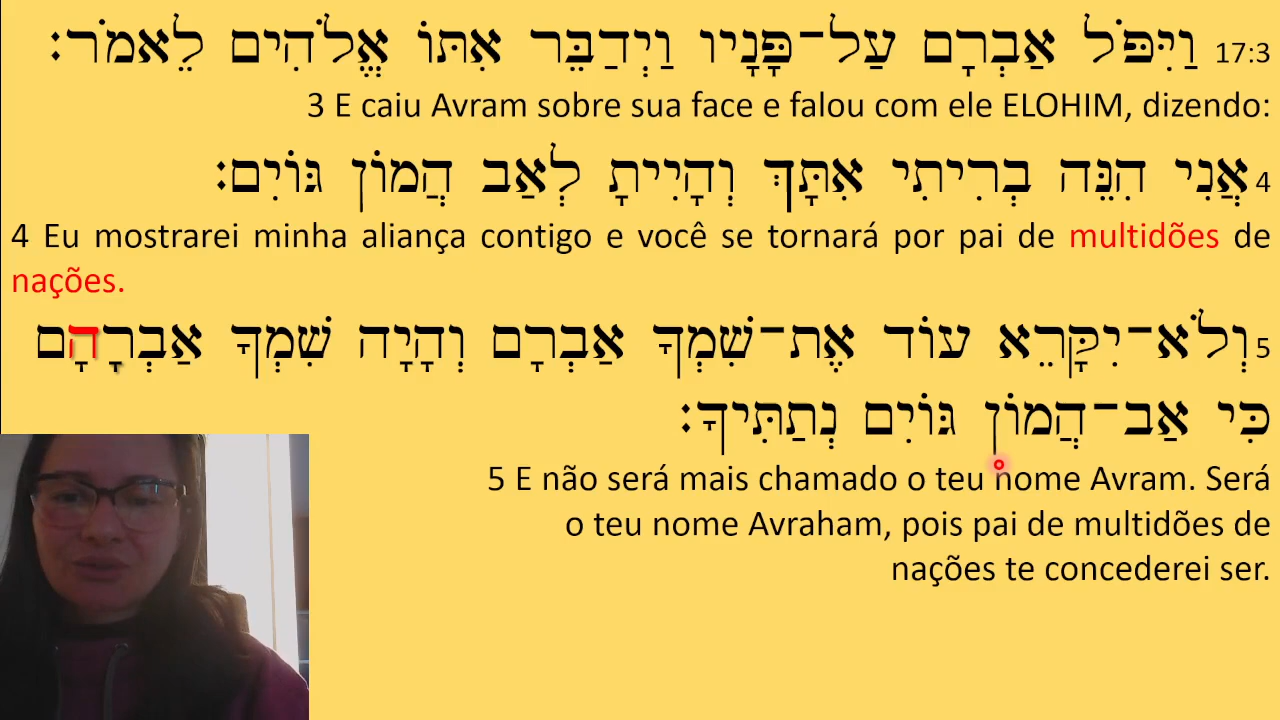 17:3 וַיִּפֹּל אַבְרָם עַל־פָּנָיו וַיְדַבֵּר אִתּוֹ אֱלֹהִים לֵאמֹר׃
3 E caiu Avram sobre sua face e falou com ele ELOHIM, dizendo:
4 אֲנִי הִנֵּה בְרִיתִי אִתָּךְ וְהָיִיתָ לְאַב הֲמוֹן גּוֹיִם׃
4 Eu mostrarei minha aliança contigo e você se tornará por pai de multidões de
nações.
5 וְלֹא־יִקָּרֵא עוֹד אֶת־שִׁמְךָ אַבְרָם וְהָיָה שִׁמְךָ אַבְרָהָם
כִּי אַב־הֲמוֹן גּוֹיִם נְתַתִּיךָ׃
5 E não será mais chamado o teu nome Avram. Será
o teu nome Avraham, pois pai de multidões de
nações te concederei ser.